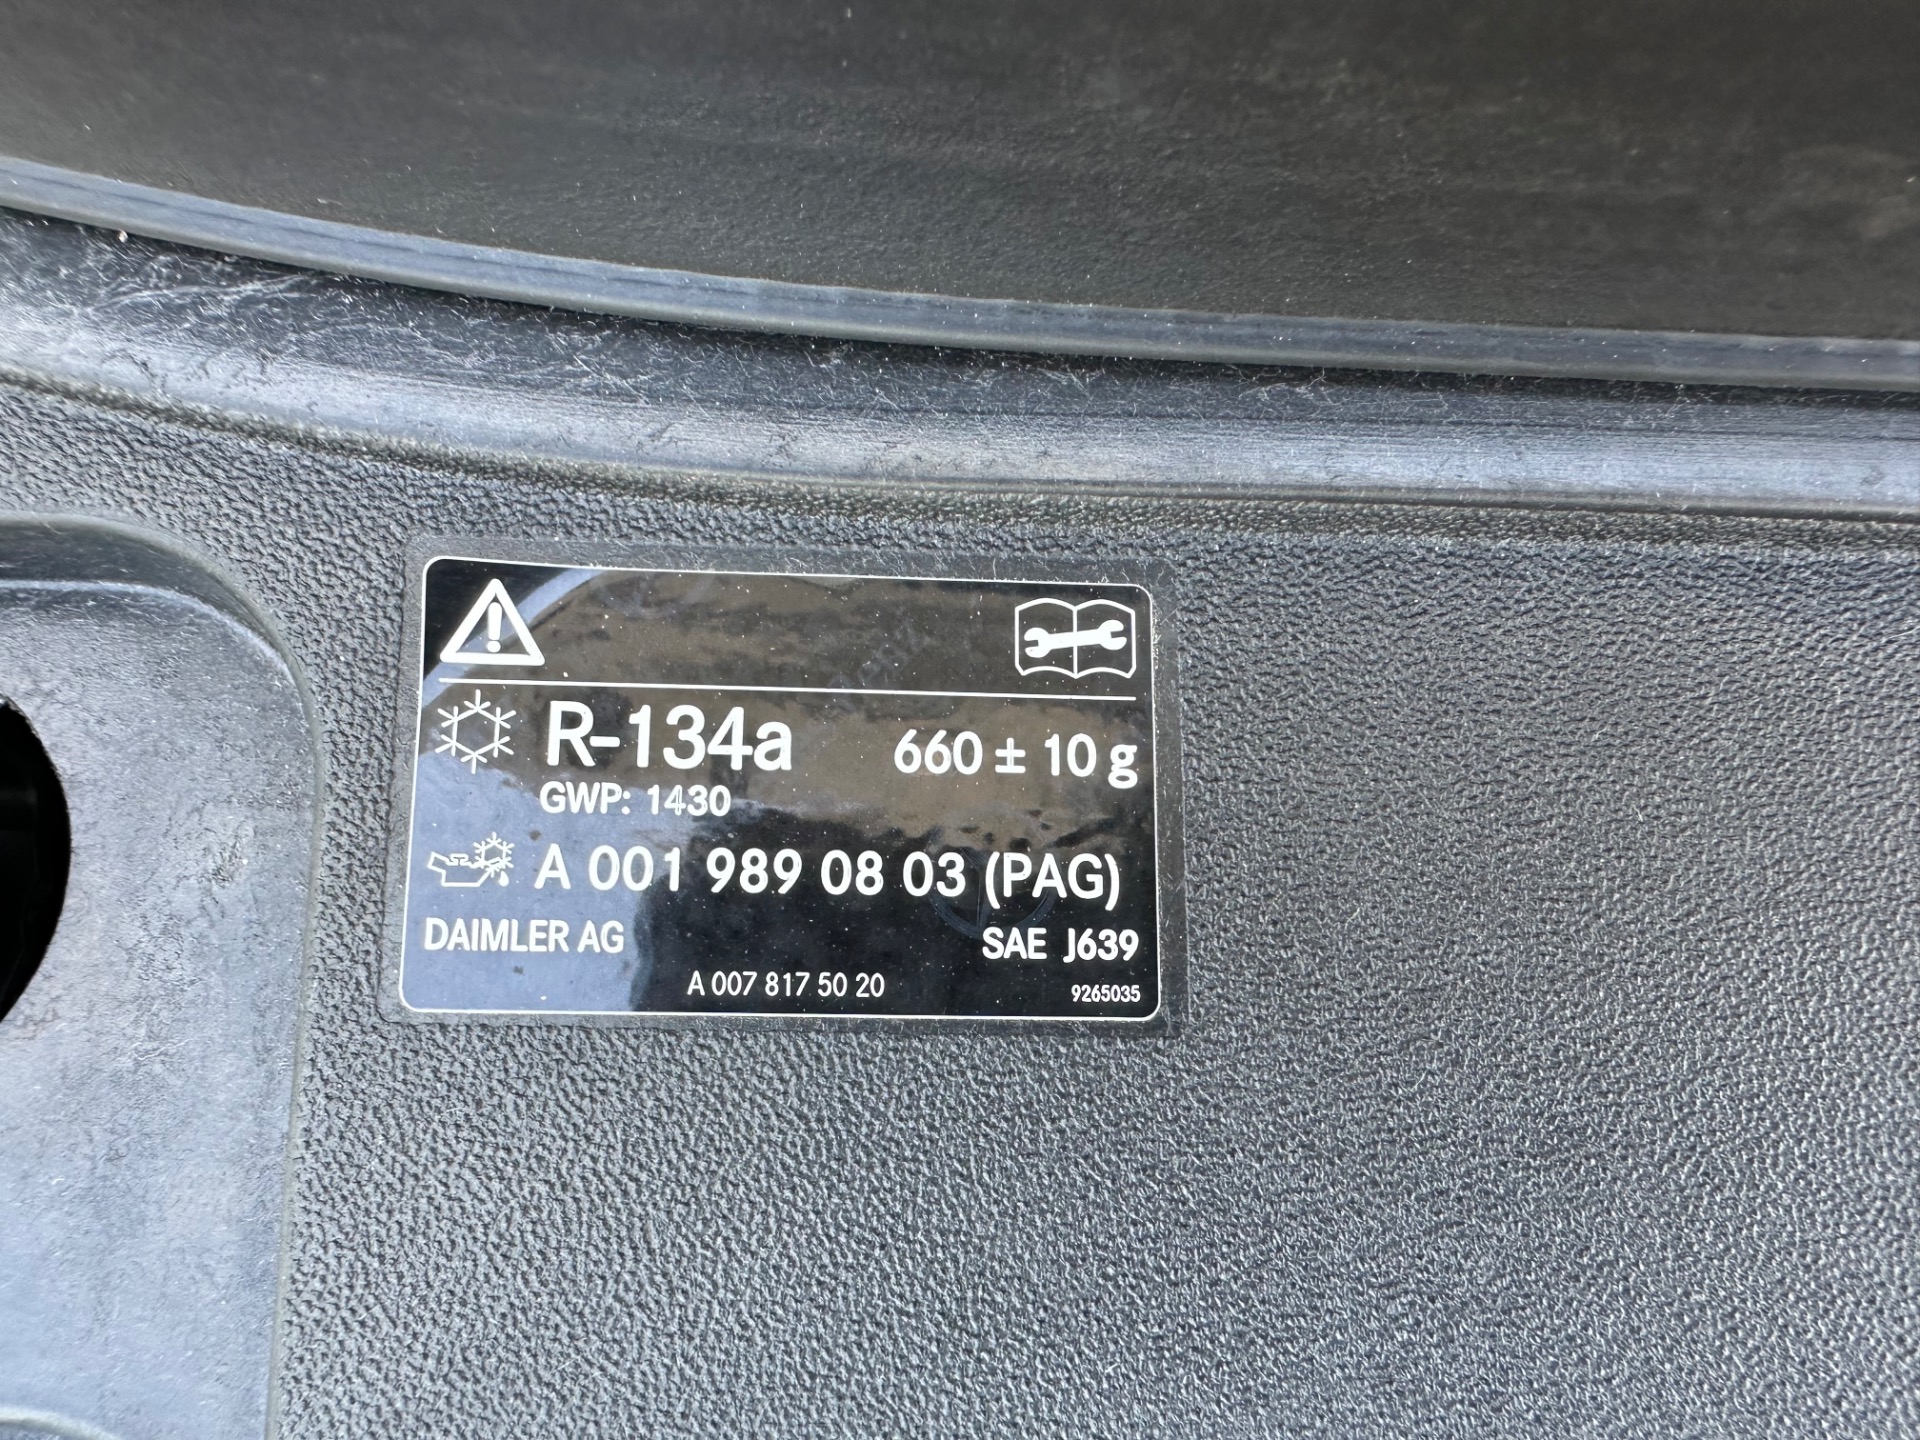 R-134a 660 ± 10 g
GWP: 1430
A 001 989 08 03 (PAG)
DAIMLER AG SAE J639
A 007 817 50 20 9265035